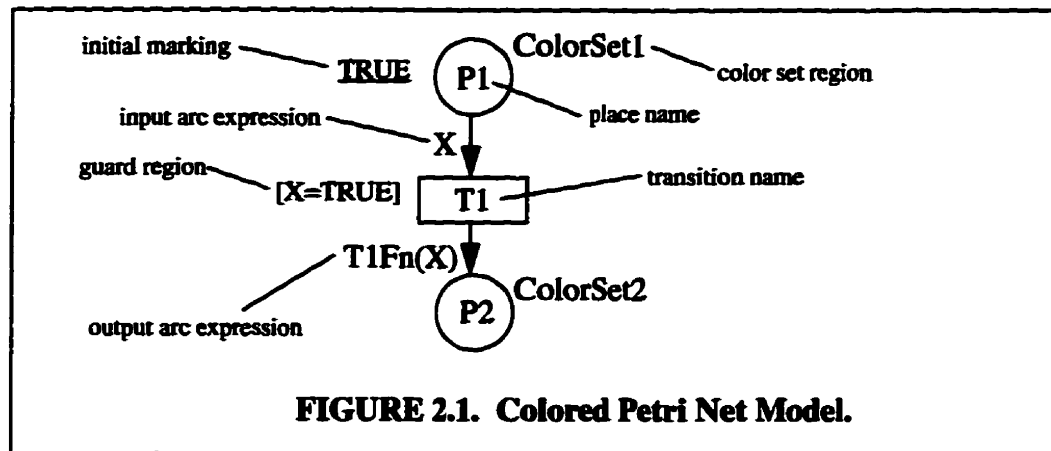 initial marking
TRUE
P1
ColorSet1
color set region
place name
input arc expression
X
guard region
[X=TRUE]
T1
transition name
T1Fn(X)
P2
ColorSet2
output arc expression
FIGURE 2.1. Colored Petri Net Model.